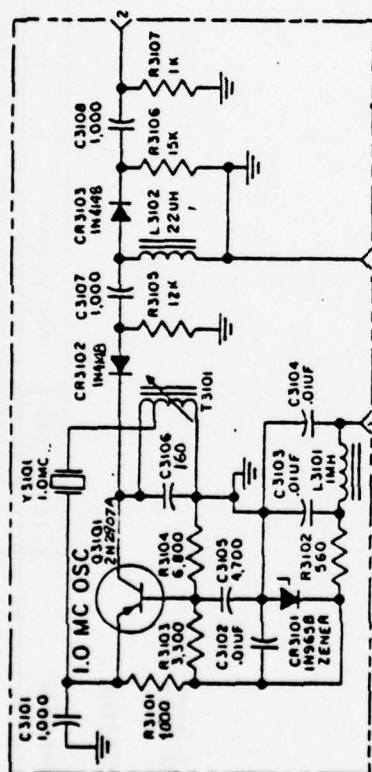 2
C3101
1,000
Y3101
1.0MC
1.0 MC OSC
Q3101
2N2907A
R3101
1000
R3103
3,300
R3104
6,800
C3102
.01UF
C3105
4,700
CR3101
1N965B
ZENER
R3102
560
C3103
.01UF
L3101
1MH
C3104
.01UF
C3106
160
T3101
CR3102
1N4148
R3105
12K
C3107
1,000
L3102
22UH
CR3103
1N4148
R3106
15K
C3108
1,000
R3107
1K